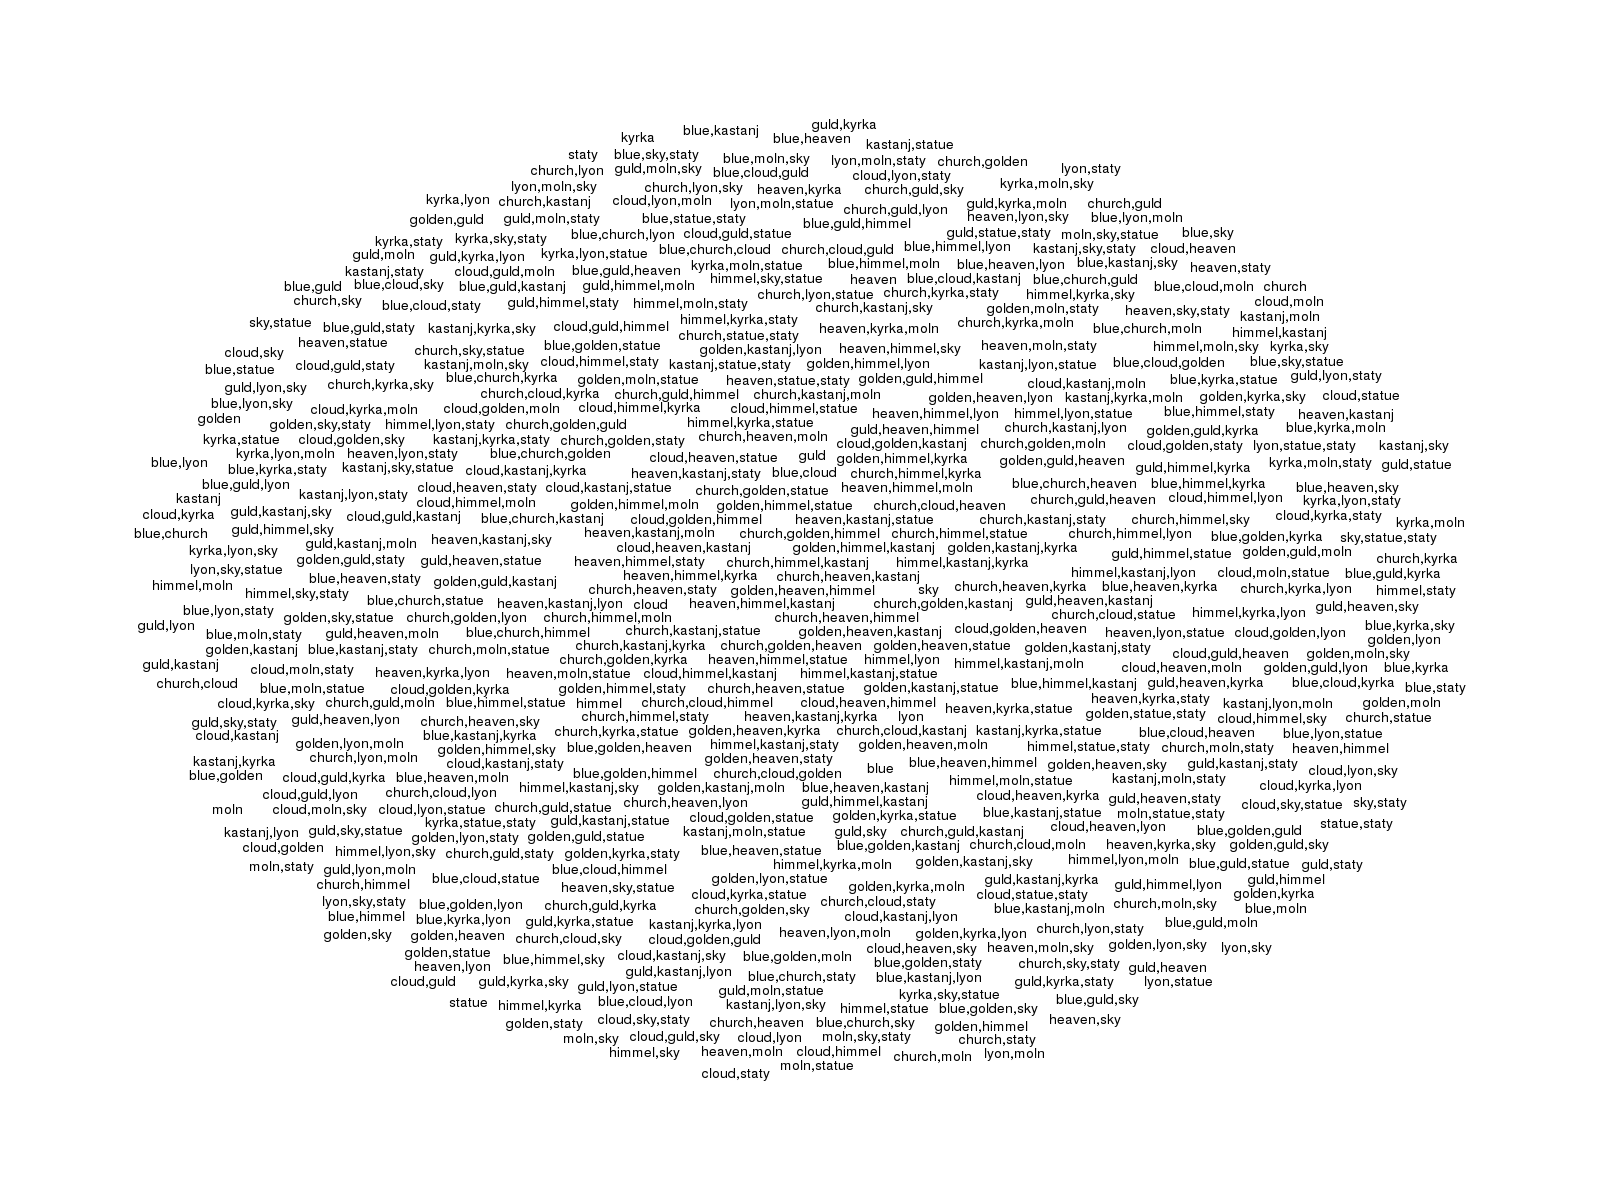 guld,kyrka
kyrka blue,kastanj blue,heaven kastanj,statue
staty blue,sky,staty blue,moln,sky lyon,moln,staty church,golden lyon,staty
church,lyon guld,moln,sky blue,cloud,guld cloud,lyon,staty
lyon,moln,sky church,lyon,sky heaven,kyrka church,guld,sky kyrka,moln,sky
kyrka,lyon church,kastanj cloud,lyon,moln lyon,moln,statue church,guld,lyon guld,kyrka,moln church,guld
golden,guld guld,moln,staty blue,statue,staty blue,guld,himmel heaven,lyon,sky blue,lyon,moln
kyrka,staty kyrka,sky,staty blue,church,lyon cloud,guld,statue guld,statue,staty moln,sky,statue blue,sky
guld,moln guld,kyrka,lyon kyrka,lyon,statue blue,church,cloud church,cloud,guld blue,himmel,lyon kastanj,sky,staty cloud,heaven
kastanj,staty cloud,guld,moln blue,guld,heaven kyrka,moln,statue blue,himmel,moln blue,heaven,lyon blue,kastanj,sky heaven,staty
blue,guld blue,cloud,sky blue,guld,kastanj guld,himmel,moln himmel,sky,statue heaven blue,cloud,kastanj blue,church,guld blue,cloud,moln church
church,sky blue,cloud,staty guld,himmel,staty himmel,moln,staty church,lyon,statue church,kyrka,staty himmel,kyrka,sky cloud,moln
church,kastanj,sky golden,moln,staty heaven,sky,staty kastanj,moln
sky,statue blue,guld,staty kastanj,kyrka,sky cloud,guld,himmel himmel,kyrka,staty heaven,kyrka,moln church,kyrka,moln blue,church,moln himmel,kastanj
heaven,statue church,sky,statue blue,golden,statue church,statue,staty golden,kastanj,lyon heaven,himmel,sky heaven,moln,staty himmel,moln,sky kyrka,sky
cloud,sky blue,statue cloud,guld,staty kastanj,moln,sky cloud,himmel,staty kastanj,statue,staty golden,himmel,lyon kastanj,lyon,statue blue,cloud,golden blue,sky,statue
guld,lyon,sky church,kyrka,sky blue,church,kyrka golden,moln,statue heaven,statue,staty golden,guld,himmel cloud,kastanj,moln blue,kyrka,statue guld,lyon,staty
church,cloud,kyrka church,guld,himmel church,kastanj,moln golden,heaven,lyon kastanj,kyrka,moln golden,kyrka,sky cloud,statue
blue,lyon,sky cloud,kyrka,moln cloud,golden,moln cloud,himmel,kyrka cloud,himmel,statue heaven,himmel,lyon himmel,lyon,statue blue,himmel,staty heaven,kastanj
golden golden,sky,staty himmel,lyon,staty church,golden,guld himmel,kyrka,statue guld,heaven,himmel church,kastanj,lyon golden,guld,kyrka blue,kyrka,moln
kyrka,statue cloud,golden,sky kastanj,kyrka,staty church,golden,staty church,heaven,moln cloud,golden,kastanj church,golden,moln cloud,golden,staty lyon,statue,staty kastanj,sky
blue,lyon kyrka,lyon,moln heaven,lyon,staty blue,church,golden cloud,heaven,statue guld golden,himmel,kyrka golden,guld,heaven guld,himmel,kyrka kyrka,moln,staty guld,statue
blue,kyrka,staty kastanj,sky,statue cloud,kastanj,kyrka heaven,kastanj,staty blue,cloud church,himmel,kyrka
blue,guld,lyon kastanj,lyon,staty cloud,heaven,staty cloud,kastanj,statue church,golden,statue heaven,himmel,moln blue,church,heaven blue,himmel,kyrka blue,heaven,sky
kastanj cloud,himmel,moln golden,himmel,moln golden,himmel,statue church,cloud,heaven church,guld,heaven cloud,himmel,lyon kyrka,lyon,staty
cloud,kyrka guld,kastanj,sky cloud,guld,kastanj blue,church,kastanj cloud,golden,himmel heaven,kastanj,statue church,kastanj,staty church,himmel,sky cloud,kyrka,staty kyrka,moln
blue,church guld,himmel,sky heaven,kastanj,moln church,golden,himmel church,himmel,statue church,himmel,lyon blue,golden,kyrka sky,statue,staty
kyrka,lyon,sky guld,kastanj,moln heaven,kastanj,sky cloud,heaven,kastanj golden,himmel,kastanj golden,kastanj,kyrka guld,himmel,statue golden,guld,moln church,kyrka
lyon,sky,statue golden,guld,staty guld,heaven,statue heaven,himmel,staty church,himmel,kastanj himmel,kastanj,kyrka himmel,kastanj,lyon cloud,moln,statue blue,guld,kyrka
himmel,moln blue,heaven,staty golden,guld,kastanj heaven,himmel,kyrka church,heaven,kastanj
himmel,sky,staty blue,church,statue church,heaven,staty golden,heaven,himmel sky church,heaven,kyrka blue,heaven,kyrka church,kyrka,lyon himmel,staty
blue,lyon,staty golden,sky,statue heaven,kastanj,lyon cloud heaven,himmel,kastanj church,golden,kastanj guld,heaven,kastanj himmel,kyrka,lyon guld,heaven,sky
guld,lyon church,golden,lyon church,himmel,moln church,heaven,himmel church,cloud,statue blue,kyrka,sky
blue,moln,staty guld,heaven,moln blue,church,himmel church,kastanj,statue golden,heaven,kastanj cloud,golden,heaven heaven,lyon,statue cloud,golden,lyon golden,lyon
golden,kastanj blue,kastanj,staty church,moln,statue church,kastanj,kyrka church,golden,heaven golden,heaven,statue golden,kastanj,staty cloud,guld,heaven golden,moln,sky
guld,kastanj cloud,moln,staty heaven,kyrka,lyon heaven,moln,statue church,golden,kyrka heaven,himmel,statue himmel,lyon himmel,kastanj,moln cloud,heaven,moln golden,guld,lyon blue,kyrka
church,cloud blue,moln,statue cloud,golden,kyrka cloud,himmel,kastanj himmel,kastanj,statue
golden,himmel,staty church,heaven,statue golden,kastanj,statue blue,himmel,kastanj guld,heaven,kyrka blue,cloud,kyrka blue,staty
cloud,kyrka,sky church,guld,moln blue,himmel,statue himmel church,cloud,himmel cloud,heaven,himmel heaven,kyrka,statue heaven,kyrka,staty kastanj,lyon,moln golden,moln
guld,sky,staty guld,heaven,lyon church,heaven,sky church,himmel,staty heaven,kastanj,kyrka lyon golden,statue,staty cloud,himmel,sky church,statue
cloud,kastanj blue,kastanj,kyrka church,kyrka,statue golden,heaven,kyrka church,cloud,kastanj kastanj,kyrka,statue blue,cloud,heaven blue,lyon,statue
golden,lyon,moln golden,himmel,sky blue,golden,heaven himmel,kastanj,staty golden,heaven,moln himmel,statue,staty church,moln,staty heaven,himmel
kastanj,kyrka church,lyon,moln cloud,kastanj,staty golden,heaven,staty blue,heaven,himmel golden,heaven,sky guld,kastanj,staty cloud,lyon,sky
blue,golden cloud,guld,kyrka blue,heaven,moln blue,golden,himmel church,cloud,golden blue himmel,moln,statue kastanj,moln,staty cloud,kyrka,lyon
cloud,guld,lyon church,cloud,lyon himmel,kastanj,sky golden,kastanj,moln blue,heaven,kastanj cloud,heaven,kyrka guld,heaven,staty
moln cloud,moln,sky cloud,lyon,statue church,guld,statue church,heaven,lyon guld,himmel,kastanj blue,kastanj,statue moln,statue,staty cloud,sky,statue sky,staty
kastanj,lyon guld,sky,statue kyrka,statue,staty guld,kastanj,statue cloud,golden,statue golden,kyrka,statue cloud,heaven,lyon blue,golden,guld statue,staty
golden,lyon,staty golden,guld,statue kastanj,moln,statue guld,sky church,guld,kastanj
cloud,golden himmel,lyon,sky church,guld,staty golden,kyrka,staty blue,heaven,statue blue,golden,kastanj church,cloud,moln heaven,kyrka,sky golden,guld,sky
moln,staty guld,lyon,moln blue,cloud,himmel himmel,kyrka,moln golden,kastanj,sky himmel,lyon,moln blue,guld,statue guld,staty
church,himmel blue,cloud,statue heaven,sky,statue golden,lyon,statue golden,kyrka,moln guld,kastanj,kyrka guld,himmel,lyon guld,himmel
lyon,sky,staty blue,golden,lyon church,guld,kyrka cloud,kyrka,statue church,cloud,staty cloud,statue,staty church,moln,sky golden,kyrka
blue,himmel blue,kyrka,lyon guld,kyrka,statue church,golden,sky cloud,kastanj,lyon blue,kastanj,moln blue,moln
kastanj,kyrka,lyon blue,guld,moln
golden,sky golden,heaven church,cloud,sky cloud,golden,guld heaven,lyon,moln golden,kyrka,lyon church,lyon,staty
golden,statue blue,himmel,sky cloud,kastanj,sky blue,golden,moln cloud,heaven,sky heaven,moln,sky golden,lyon,sky lyon,sky
heaven,lyon guld,kastanj,lyon blue,golden,staty church,sky,staty guld,heaven
cloud,guld guld,kyrka,sky guld,lyon,statue blue,church,staty blue,kastanj,lyon guld,kyrka,staty lyon,statue
statue himmel,kyrka blue,cloud,lyon guld,moln,statue kyrka,sky,statue blue,guld,sky
kastanj,lyon,sky himmel,statue blue,golden,sky
golden,staty cloud,sky,staty church,heaven blue,church,sky golden,himmel heaven,sky
moln,sky cloud,guld,sky cloud,lyon moln,sky,staty church,staty
himmel,sky heaven,moln cloud,himmel church,moln lyon,moln
cloud,staty moln,statue